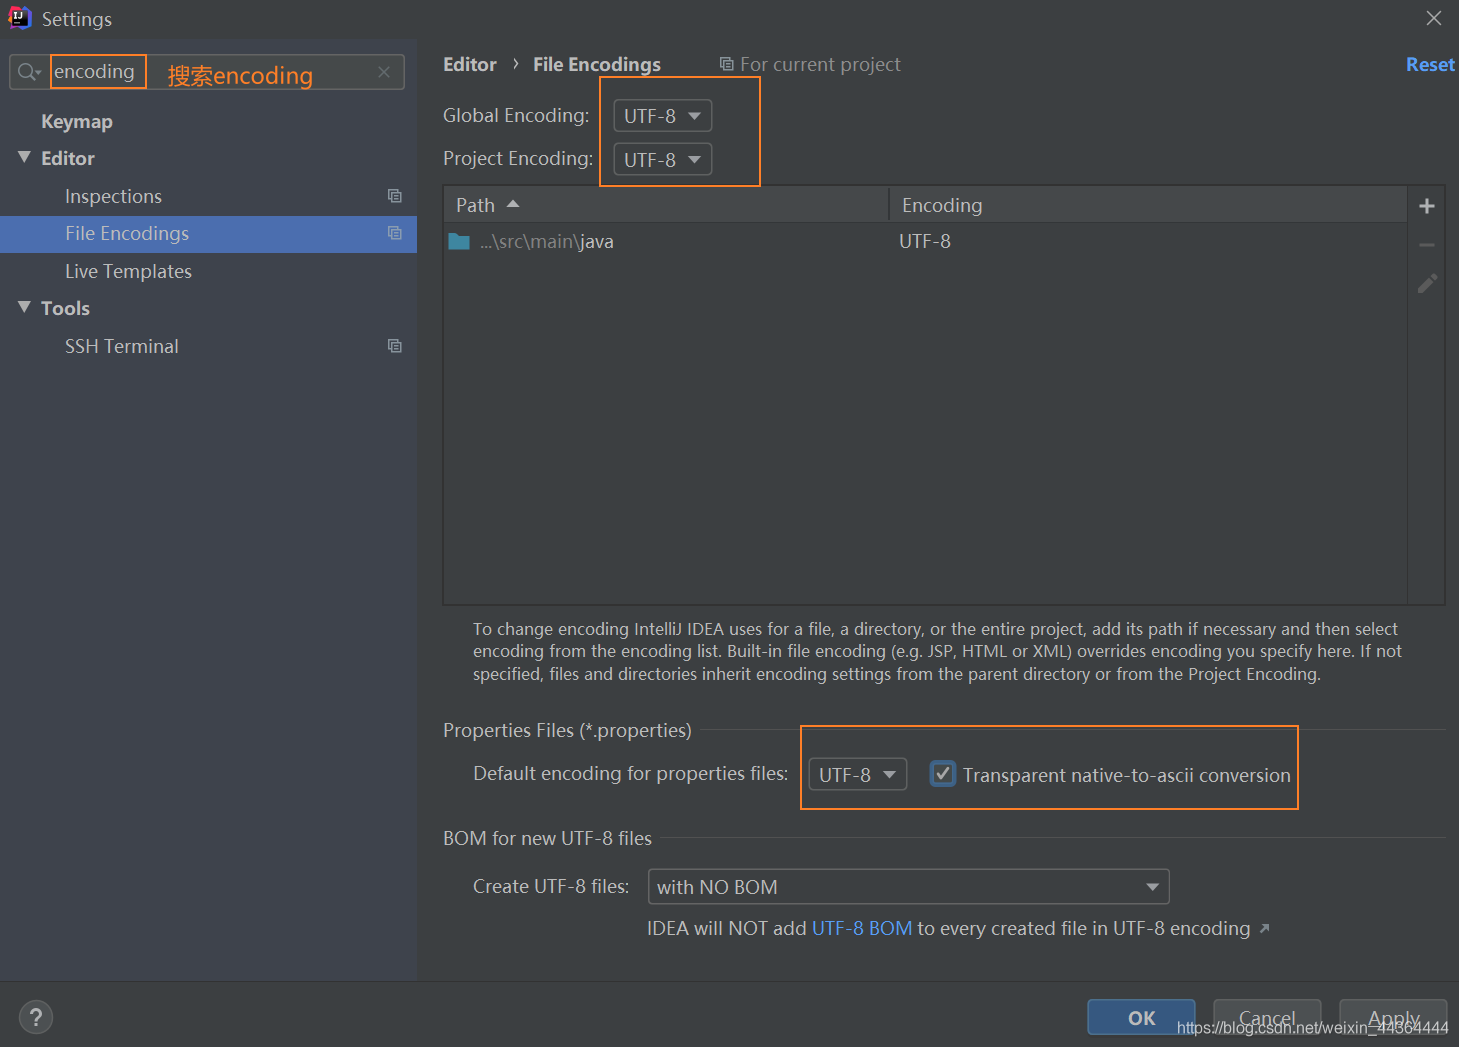 Settings
encoding 搜索encoding
Keymap
Editor
Inspections
File Encodings
Live Templates
Tools
SSH Terminal
Editor › File Encodings For current project Reset
Global Encoding: UTF-8
Project Encoding: UTF-8
Path Encoding
...\src\main\java UTF-8
To change encoding IntelliJ IDEA uses for a file, a directory, or the entire project, add its path if necessary and then select
encoding from the encoding list. Built-in file encoding (e.g. JSP, HTML or XML) overrides encoding you specify here. If not
specified, files and directories inherit encoding settings from the parent directory or from the Project Encoding.
Properties Files (*.properties)
Default encoding for properties files: UTF-8 Transparent native-to-ascii conversion
BOM for new UTF-8 files
Create UTF-8 files: with NO BOM
IDEA will NOT add UTF-8 BOM to every created file in UTF-8 encoding
? OK Cancel Apply
https://blog.csdn.net/weixin_44364444